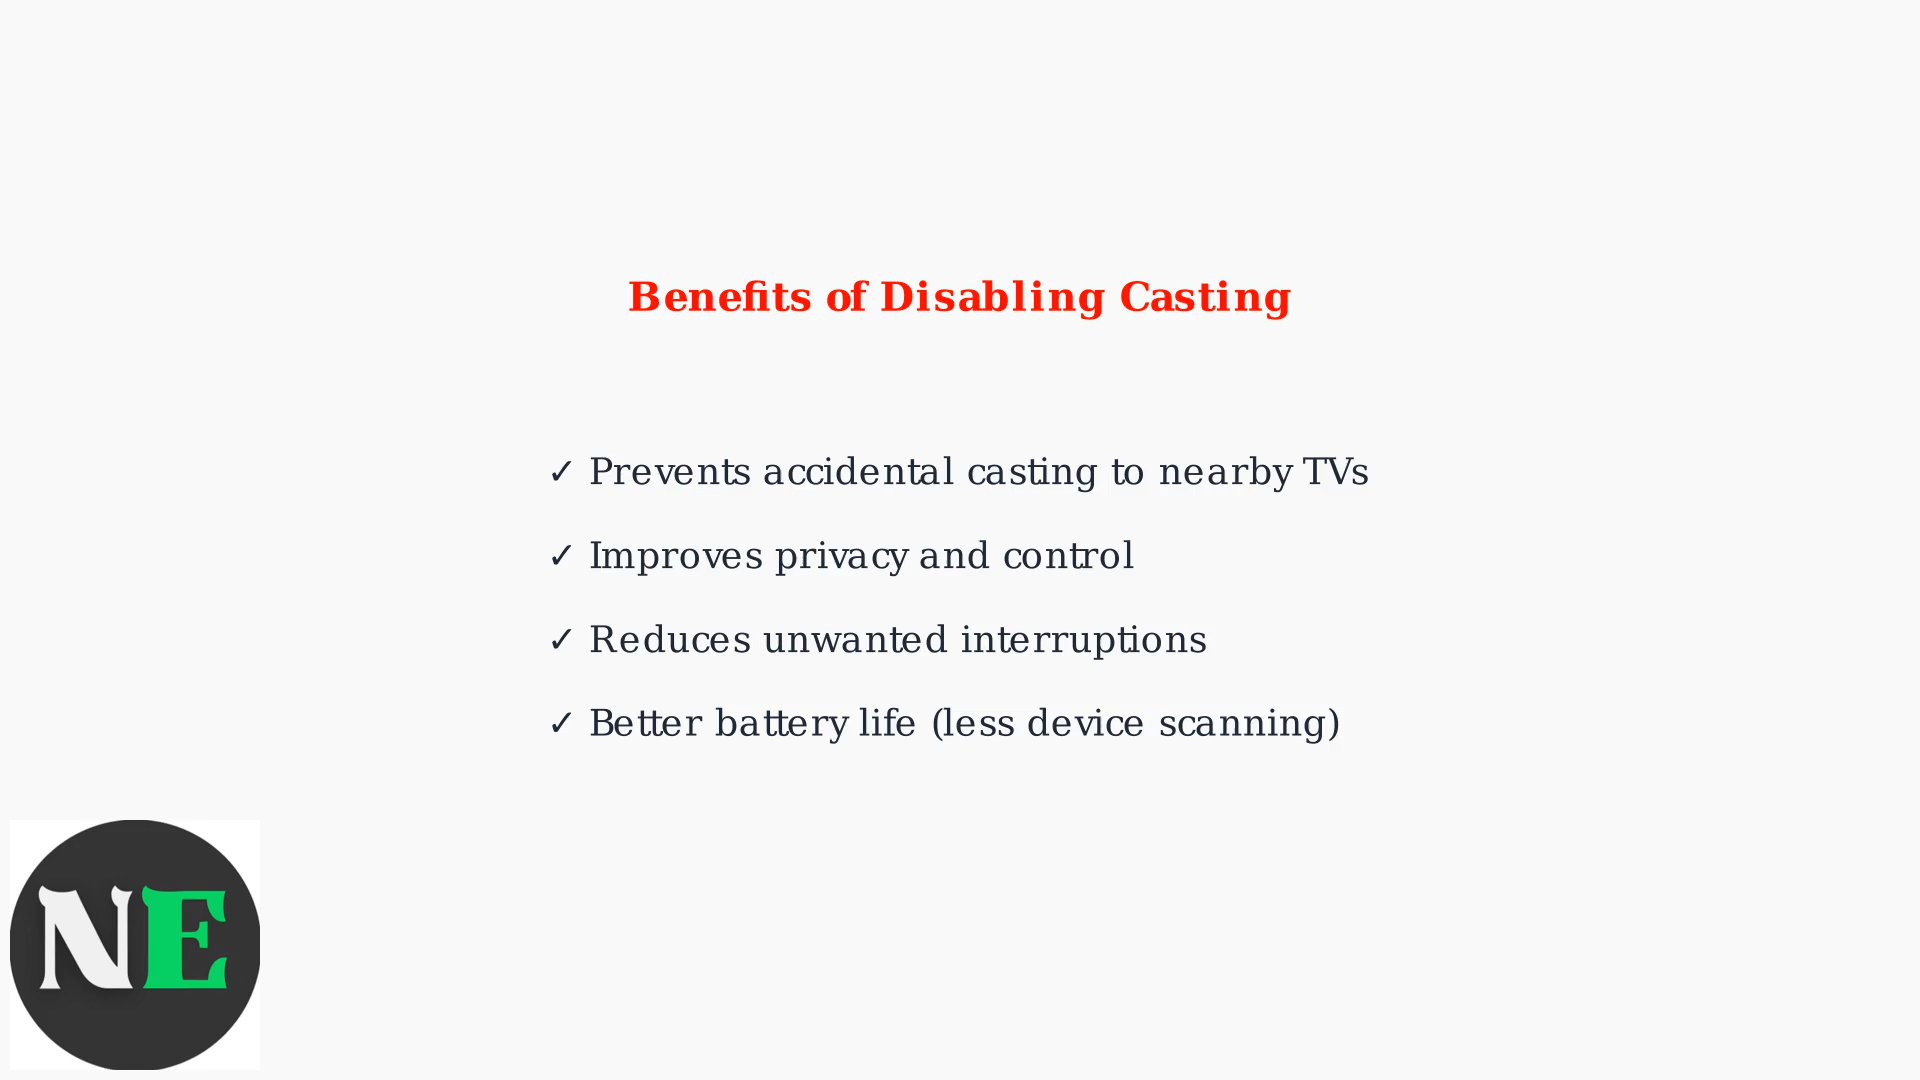 Benefits of Disabling Casting
✓ Prevents accidental casting to nearby TVs
✓ Improves privacy and control
✓ Reduces unwanted interruptions
✓ Better battery life (less device scanning)
NE